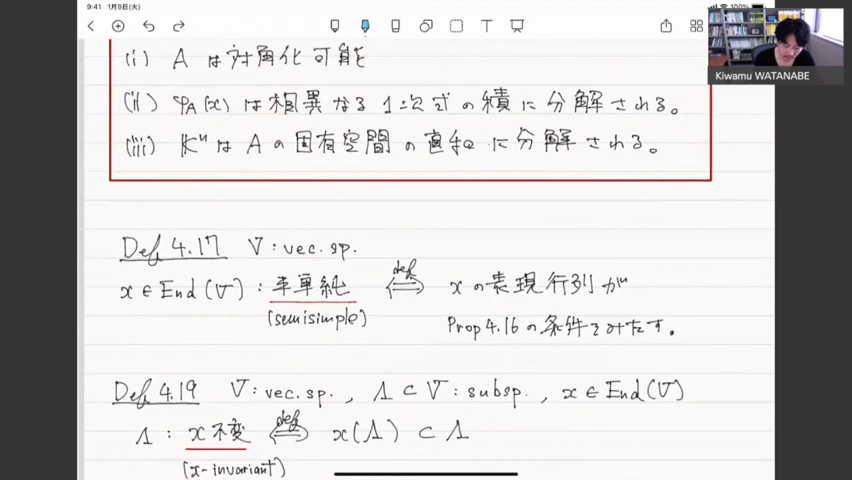 9:41 1月9日(火)
100%
Kiwamu WATANABE
(i) A は対角化可能
(ii) φ_A(x) は相異なる1次式の積に分解される。
(iii) 𝕂ⁿ は A の固有空間の直和に分解される。
Def 4.17 V : vec. sp.
x ∈ End(V) : 半単純 ⇔ x の表現行列が
def
(semisimple)
Prop 4.16 の条件をみたす。
Def 4.19 V : vec. sp. , Λ ⊂ V : subsp. , x ∈ End(V)
Λ : x不変 ⇔ x(Λ) ⊂ Λ
def
(x-invariant)